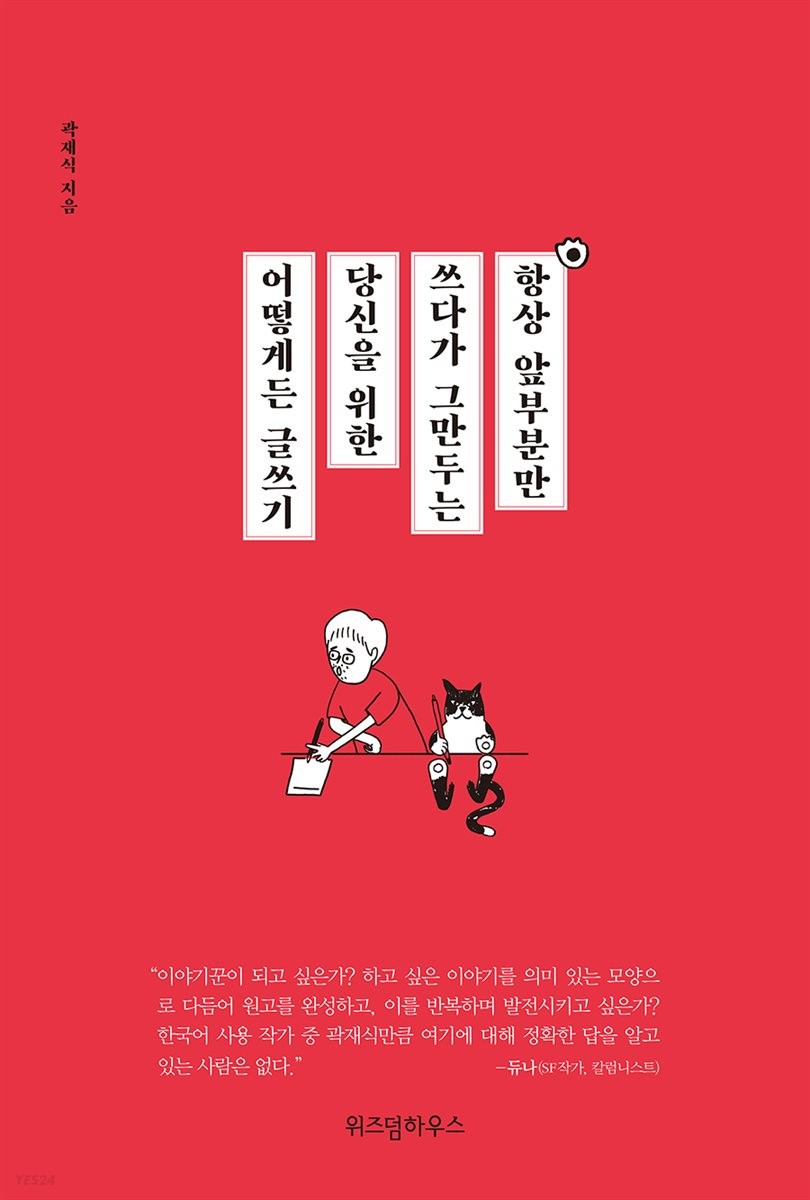 곽재식 지음
항상 앞부분만
쓰다가 그만두는
당신을 위한
어떻게든 글쓰기
“이야기꾼이 되고 싶은가? 하고 싶은 이야기를 의미 있는 모양으
로 다듬어 원고를 완성하고, 이를 반복하며 발전시키고 싶은가?
한국어 사용 작가 중 곽재식만큼 여기에 대해 정확한 답을 알고
있는 사람은 없다.” –듀나(SF작가, 칼럼니스트)
위즈덤하우스
YES24